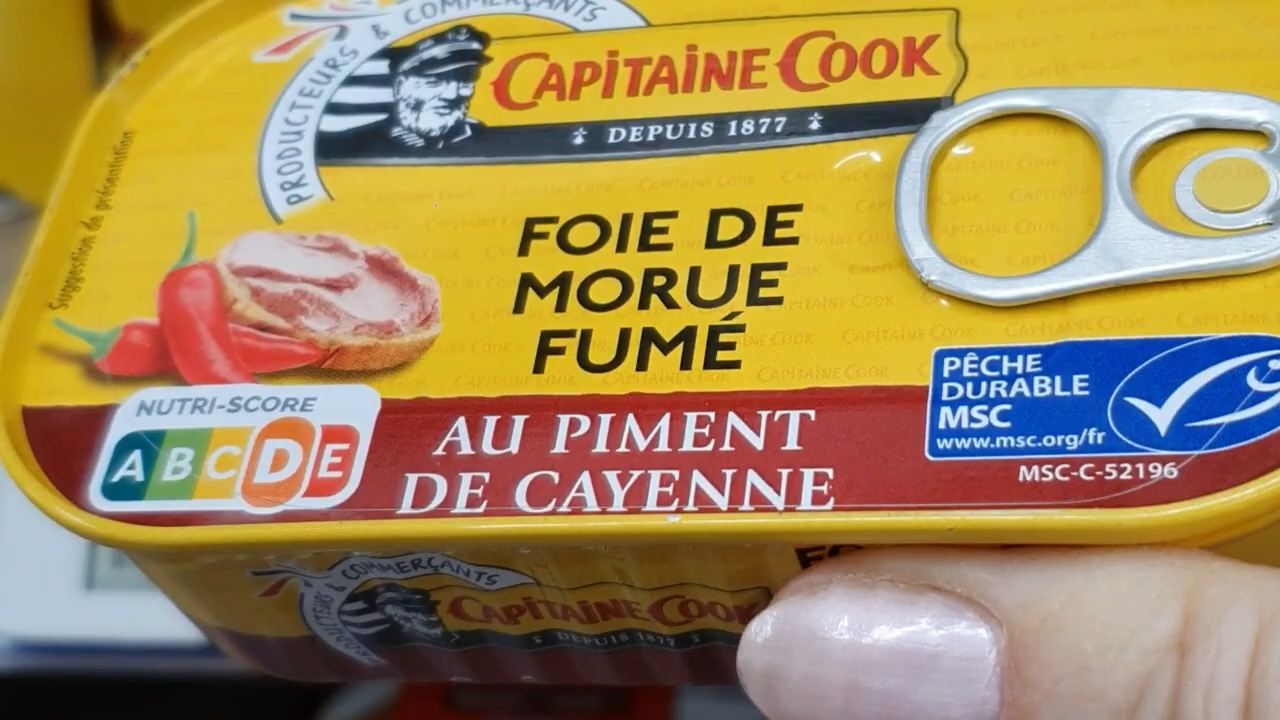 PRODUCTEURS & COMMERÇANTS
CAPITAINE COOK
DEPUIS 1877
Suggestion de présentation
FOIE DE
MORUE
FUMÉ
NUTRI-SCORE
A B C D E
AU PIMENT
DE CAYENNE
PÊCHE
DURABLE
MSC
www.msc.org/fr
MSC-C-52196
PRODUCTEURS & COMMERÇANTS
CAPITAINE COOK
DEPUIS 1877